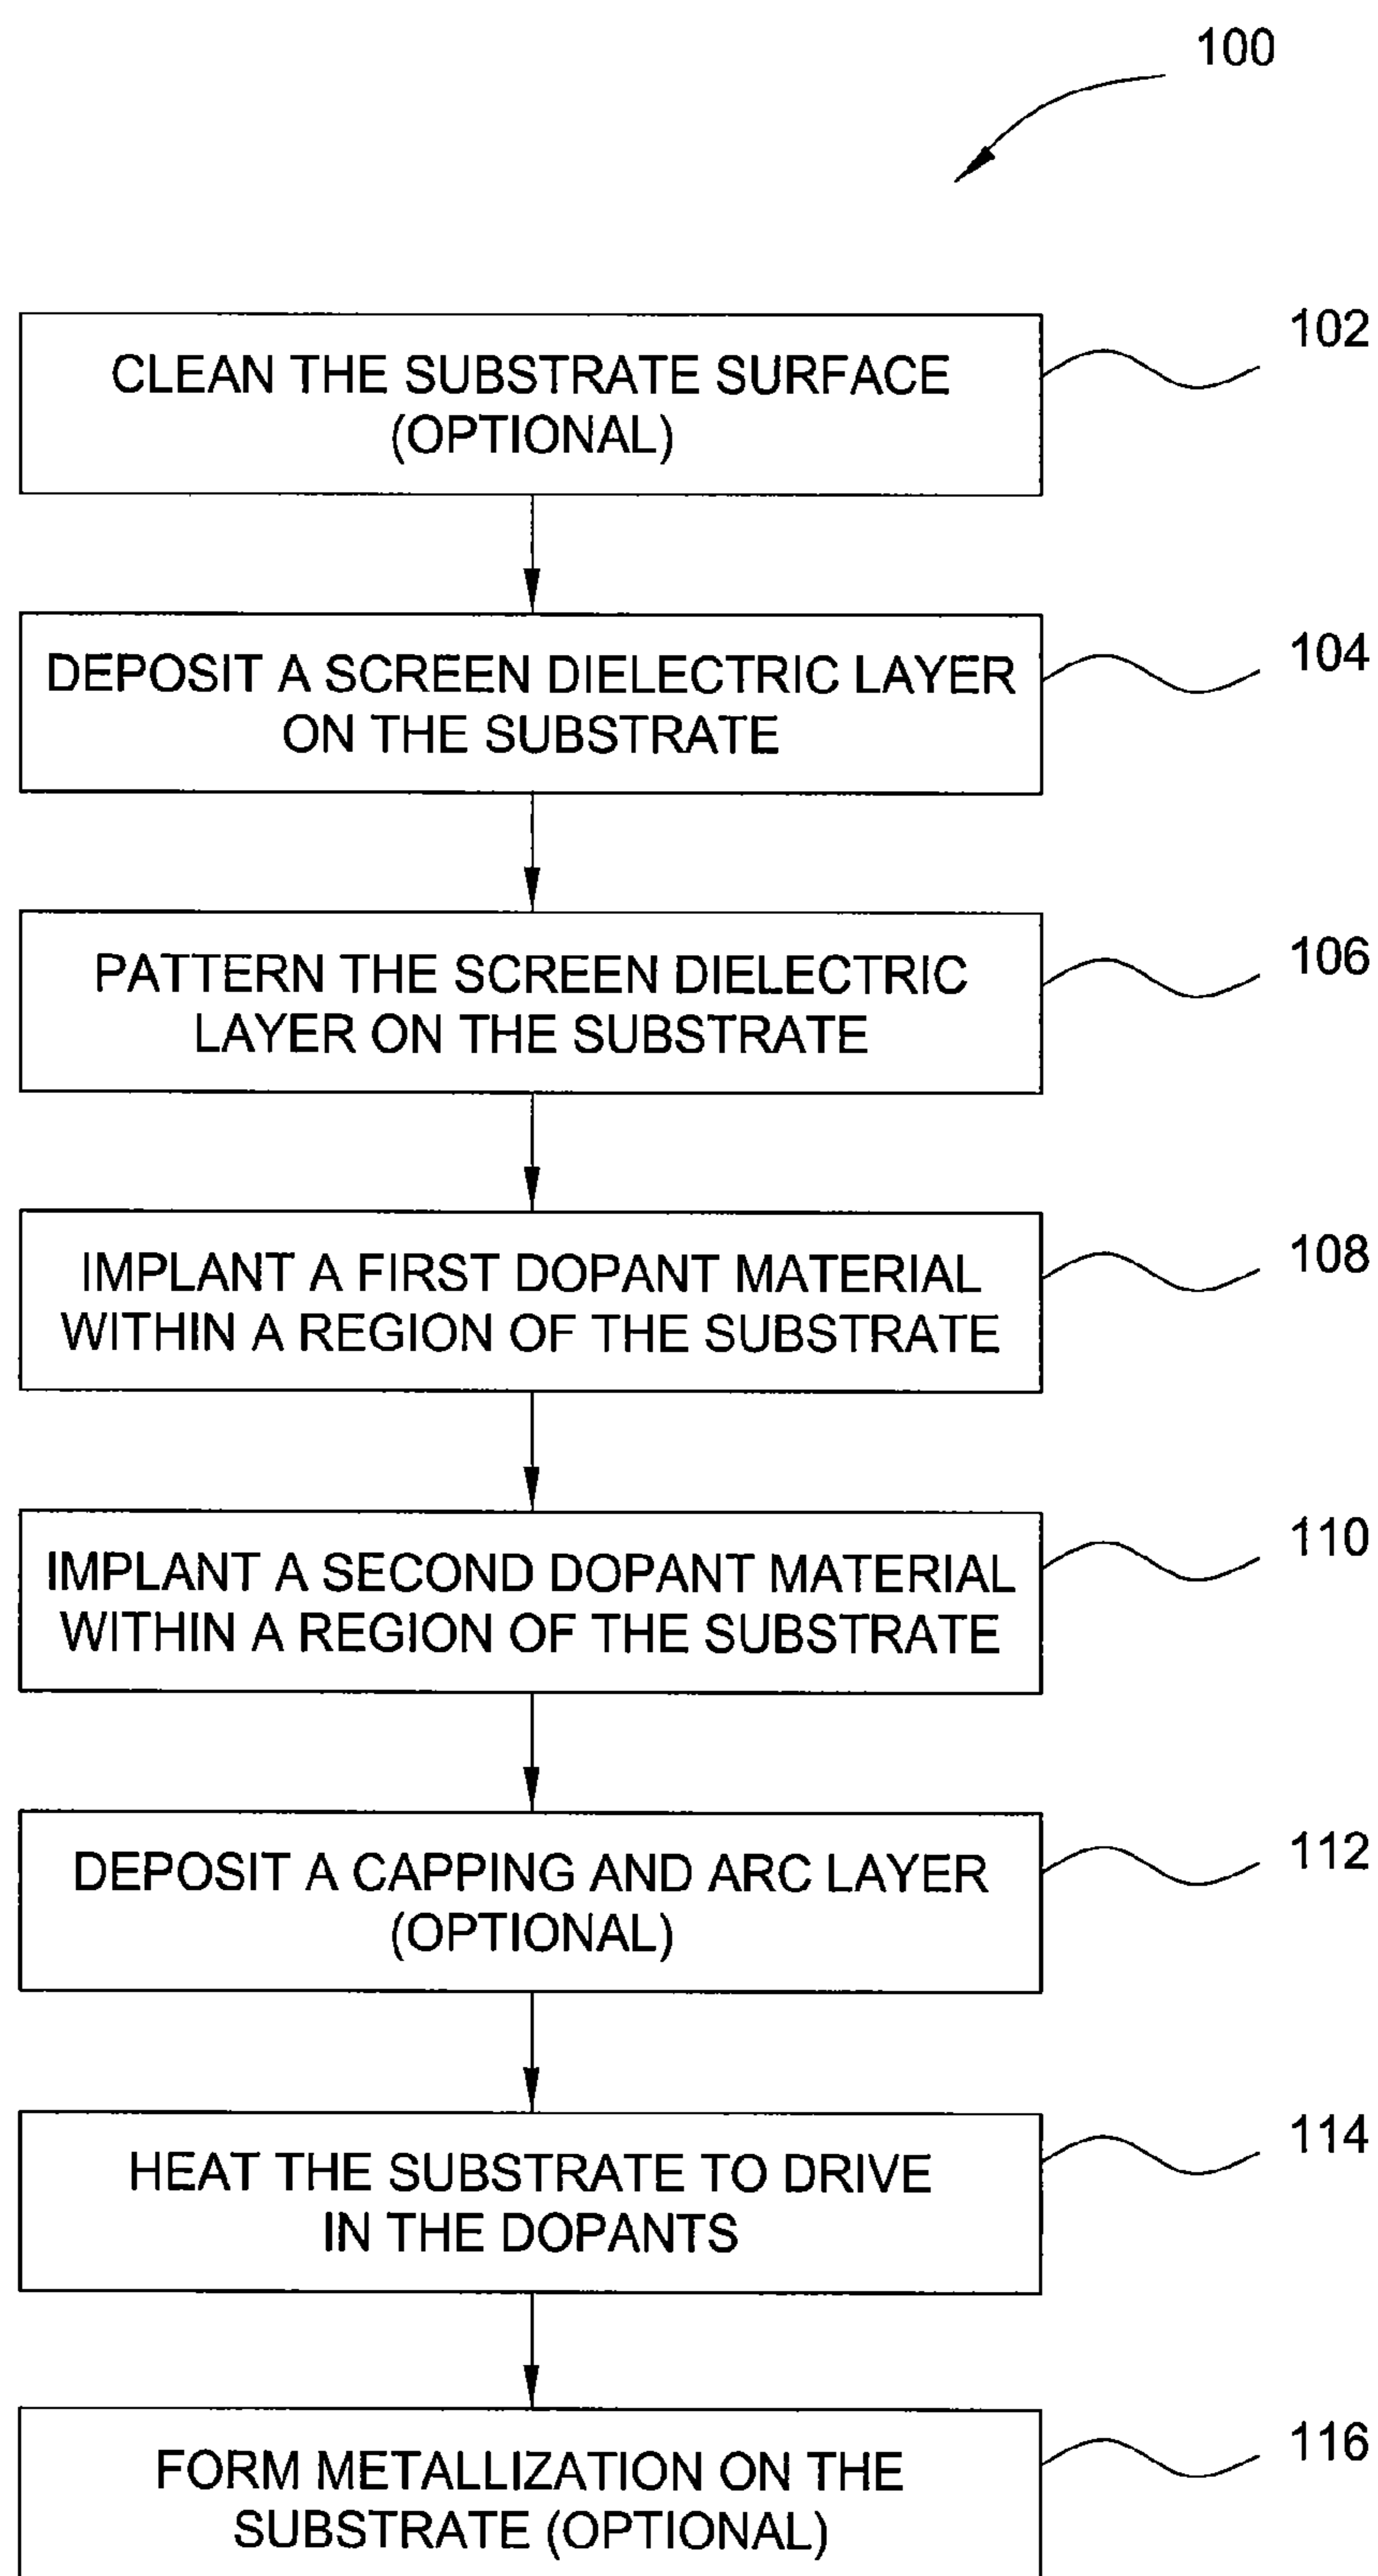 100
CLEAN THE SUBSTRATE SURFACE
(OPTIONAL)
102
DEPOSIT A SCREEN DIELECTRIC LAYER
ON THE SUBSTRATE
104
PATTERN THE SCREEN DIELECTRIC
LAYER ON THE SUBSTRATE
106
IMPLANT A FIRST DOPANT MATERIAL
WITHIN A REGION OF THE SUBSTRATE
108
IMPLANT A SECOND DOPANT MATERIAL
WITHIN A REGION OF THE SUBSTRATE
110
DEPOSIT A CAPPING AND ARC LAYER
(OPTIONAL)
112
HEAT THE SUBSTRATE TO DRIVE
IN THE DOPANTS
114
FORM METALLIZATION ON THE
SUBSTRATE (OPTIONAL)
116